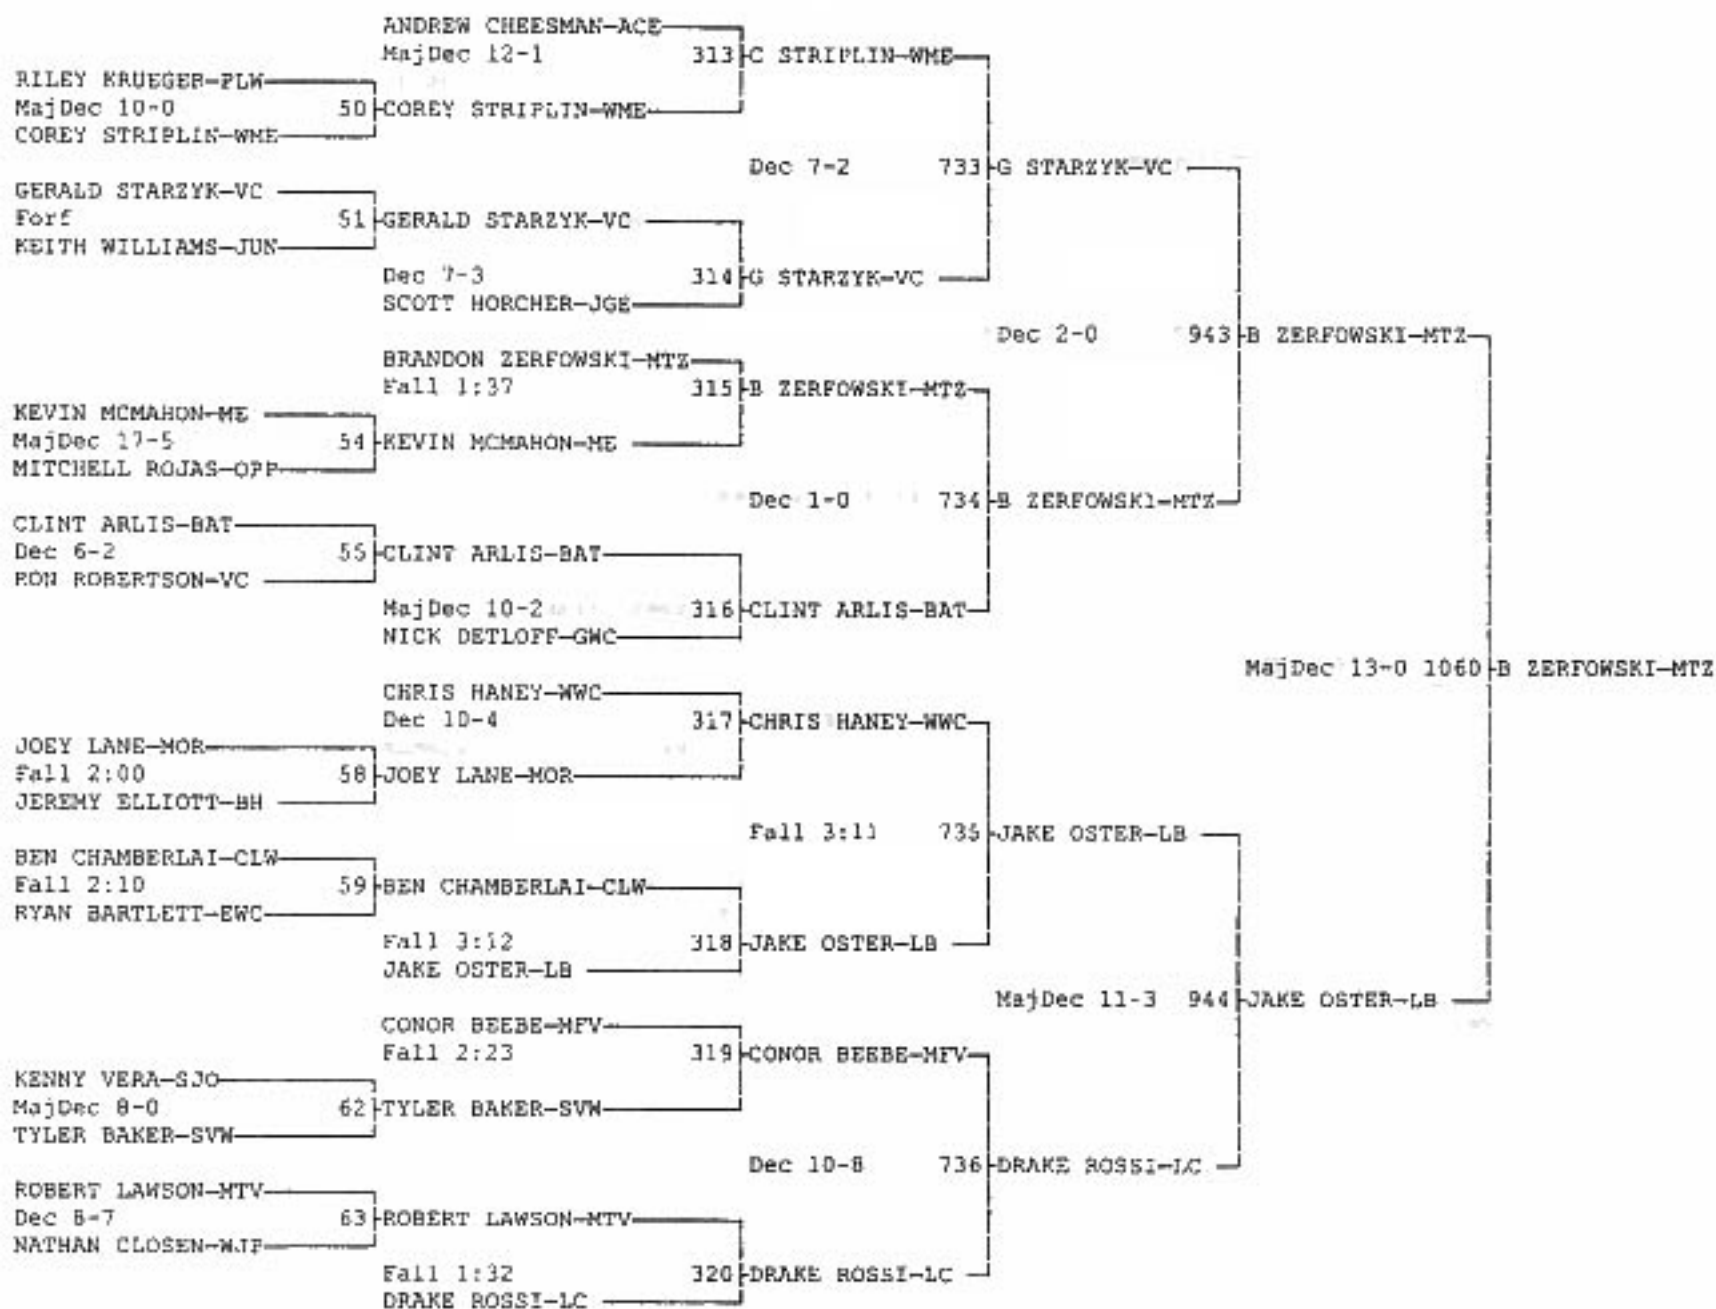 ANDREW CHEESMAN-ACE
MajDec 12-1 313 C STRIPLIN-WME
RILEY KRUEGER-PLW
MajDec 10-0 50 COREY STRIPLIN-WME
COREY STRIPLIN-WME
Dec 7-2 733 G STARZYK-VC
GERALD STARZYK-VC
Forf 51 GERALD STARZYK-VC
KEITH WILLIAMS-JUN
Dec 7-3 314 G STARZYK-VC
SCOTT HORCHER-JGE
Dec 2-0 943 B ZERFOWSKI-MTZ
BRANDON ZERFOWSKI-MTZ
Fall 1:37 315 B ZERFOWSKI-MTZ
KEVIN MCMAHON-ME
MajDec 17-5 54 KEVIN MCMAHON-ME
MITCHELL ROJAS-OPP
Dec 1-0 734 B ZERFOWSKI-MTZ
CLINT ARLIS-BAT
Dec 6-2 55 CLINT ARLIS-BAT
RON ROBERTSON-VC
MajDec 10-2 316 CLINT ARLIS-BAT
NICK DETLOFF-GWC
MajDec 13-0 1060 B ZERFOWSKI-MTZ
CHRIS HANEY-WWC
Dec 10-4 317 CHRIS HANEY-WWC
JOEY LANE-MOR
Fall 2:00 58 JOEY LANE-MOR
JEREMY ELLIOTT-BH
Fall 3:11 735 JAKE OSTER-LB
BEN CHAMBERLAI-CLW
Fall 2:10 59 BEN CHAMBERLAI-CLW
RYAN BARTLETT-EWC
Fall 3:12 318 JAKE OSTER-LB
JAKE OSTER-LB
MajDec 11-3 944 JAKE OSTER-LB
CONOR BEEBE-MFV
Fall 2:23 319 CONOR BEEBE-MFV
KENNY VERA-SJO
MajDec 8-0 62 TYLER BAKER-SVW
TYLER BAKER-SVW
Dec 10-8 736 DRAKE ROSSI-LC
ROBERT LAWSON-MTV
Dec 8-7 63 ROBERT LAWSON-MTV
NATHAN CLOSEN-WJP
Fall 1:32 320 DRAKE ROSSI-LC
DRAKE ROSSI-LC